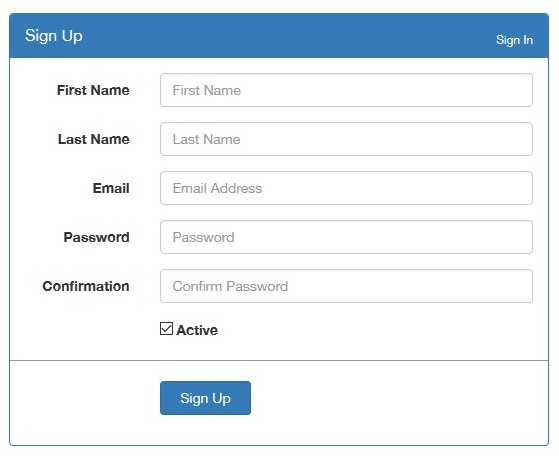 Sign Up
Sign In
First Name
First Name
Last Name
Last Name
Email
Email Address
Password
Password
Confirmation
Confirm Password
Active
Sign Up